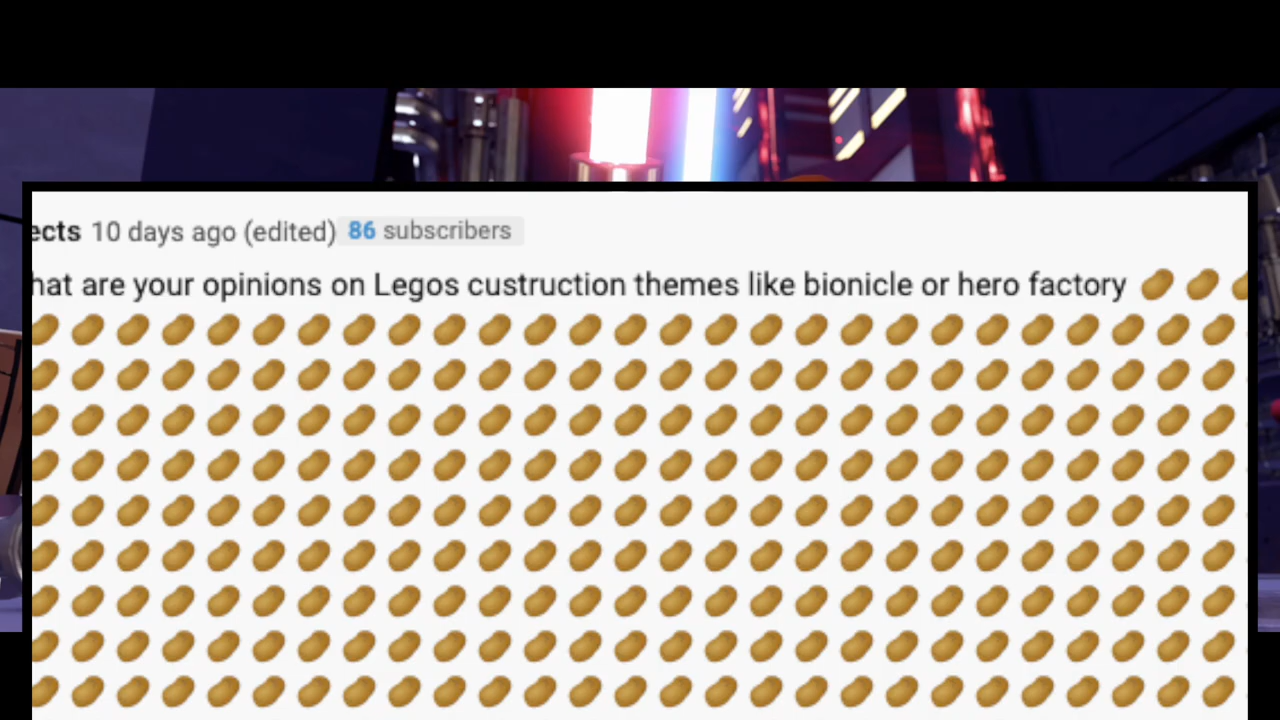 ects 10 days ago (edited) 86 subscribers
hat are your opinions on Legos custruction themes like bionicle or hero factory